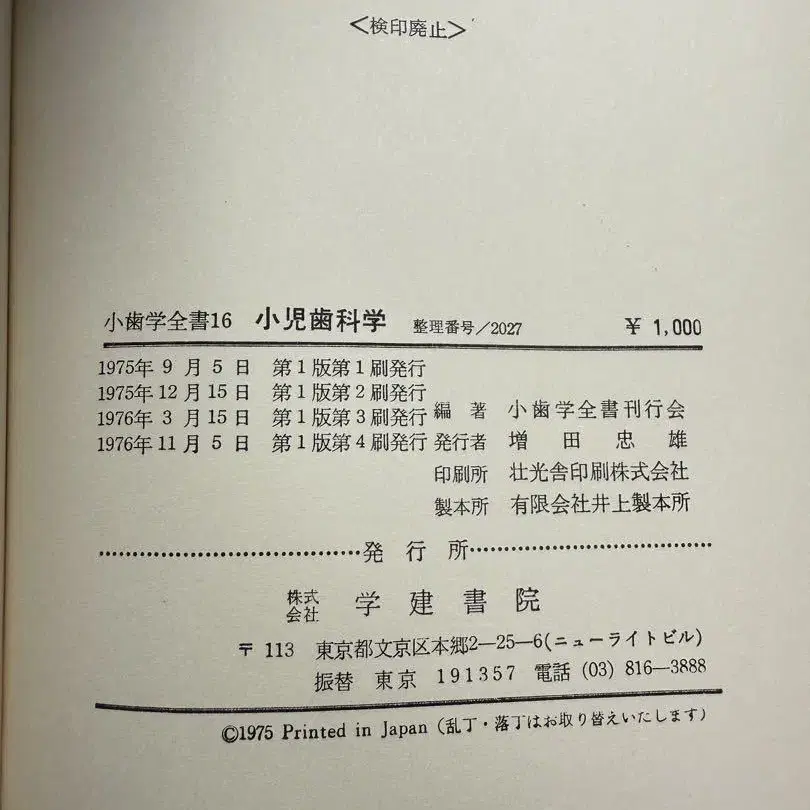 ＜検印廃止＞
小歯学全書16 小児歯科学 整理番号／2027 ¥ 1,000
1975年 9 月 5 日 第1版第1刷発行
1975年12月15日 第1版第2刷発行
1976年 3 月15日 第1版第3刷発行
1976年11月 5 日 第1版第4刷発行
編著 小歯学全書刊行会
発行者 増田忠雄
印刷所 壮光舎印刷株式会社
製本所 有限会社井上製本所
発行所
株式会社 学建書院
〒113 東京都文京区本郷2—25—6(ニューライトビル)
振替 東京 191357 電話 (03) 816—3888
©1975 Printed in Japan (乱丁・落丁はお取り替えいたします)